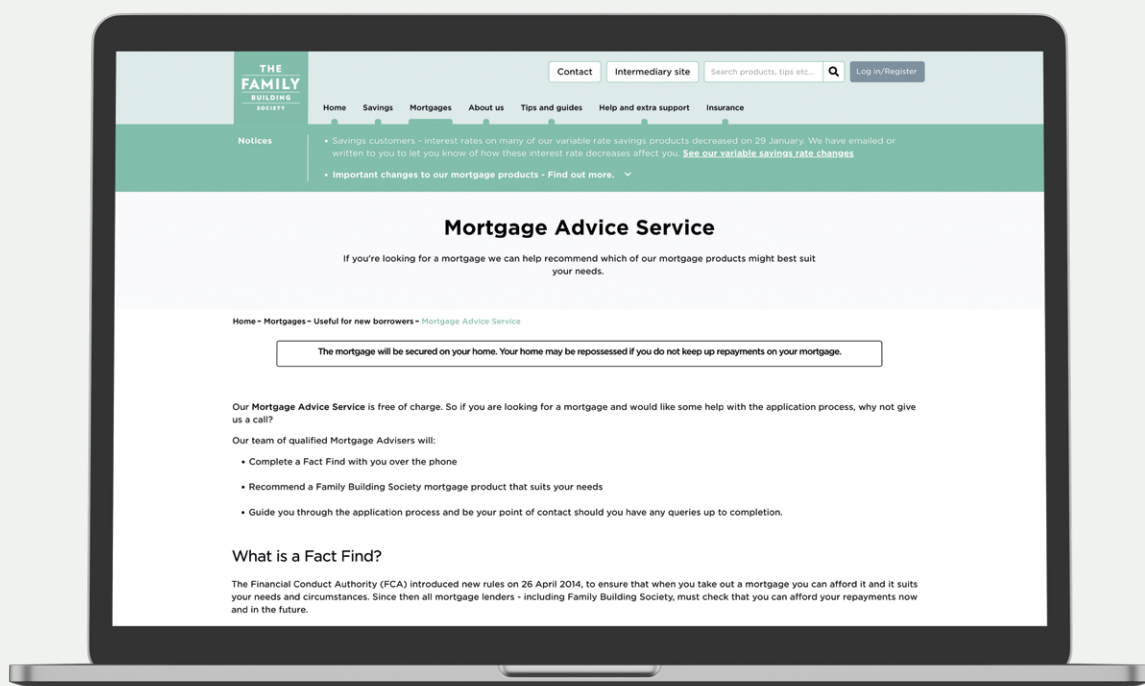 THE
FAMILY
BUILDING
SOCIETY
Contact
Intermediary site
Search products, tips etc...
Log in/Register
Home
Savings
Mortgages
About us
Tips and guides
Help and extra support
Insurance
Notices
• Savings customers - interest rates on many of our variable rate savings products decreased on 29 January. We have emailed or
written to you to let you know of how these interest rate decreases affect you. See our variable savings rate changes
• Important changes to our mortgage products - Find out more.
Mortgage Advice Service
If you're looking for a mortgage we can help recommend which of our mortgage products might best suit
your needs.
Home - Mortgages - Useful for new borrowers - Mortgage Advice Service
The mortgage will be secured on your home. Your home may be repossessed if you do not keep up repayments on your mortgage.
Our Mortgage Advice Service is free of charge. So if you are looking for a mortgage and would like some help with the application process, why not give
us a call?
Our team of qualified Mortgage Advisers will:
• Complete a Fact Find with you over the phone
• Recommend a Family Building Society mortgage product that suits your needs
• Guide you through the application process and be your point of contact should you have any queries up to completion.
What is a Fact Find?
The Financial Conduct Authority (FCA) introduced new rules on 26 April 2014, to ensure that when you take out a mortgage you can afford it and it suits
your needs and circumstances. Since then all mortgage lenders - including Family Building Society, must check that you can afford your repayments now
and in the future.